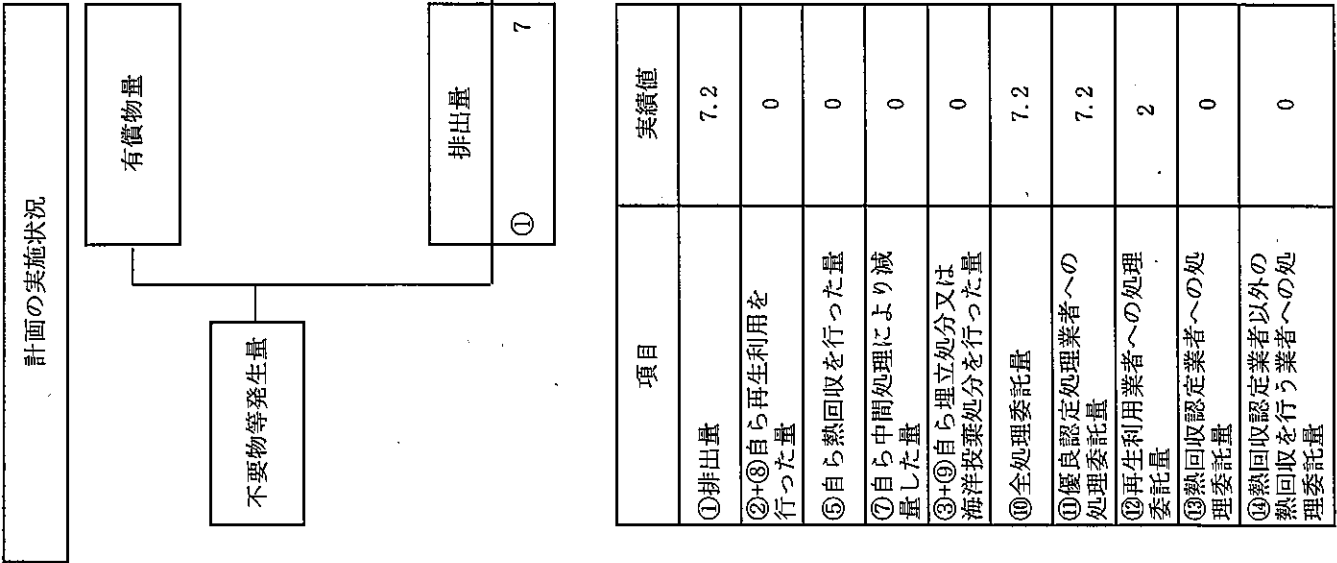 計画の実施状況
有償物量
不要物等発生量
排出量
① 7
項目 実績値
①排出量 7.2
②+⑧自ら再生利用を
行った量 0
⑤自ら熱回収を行った量 0
⑦自ら中間処理により減
量した量 0
③+⑨自ら埋立処分又は
海洋投棄処分を行った量 0
⑩全処理委託量 7.2
⑪優良認定処理業者への
処理委託量 7.2
⑫再生利用業者への処理
委託量 2
⑬熱回収認定業者への処
理委託量 0
⑭熱回収認定業者以外の
熱回収を行う業者への処
理委託量 0